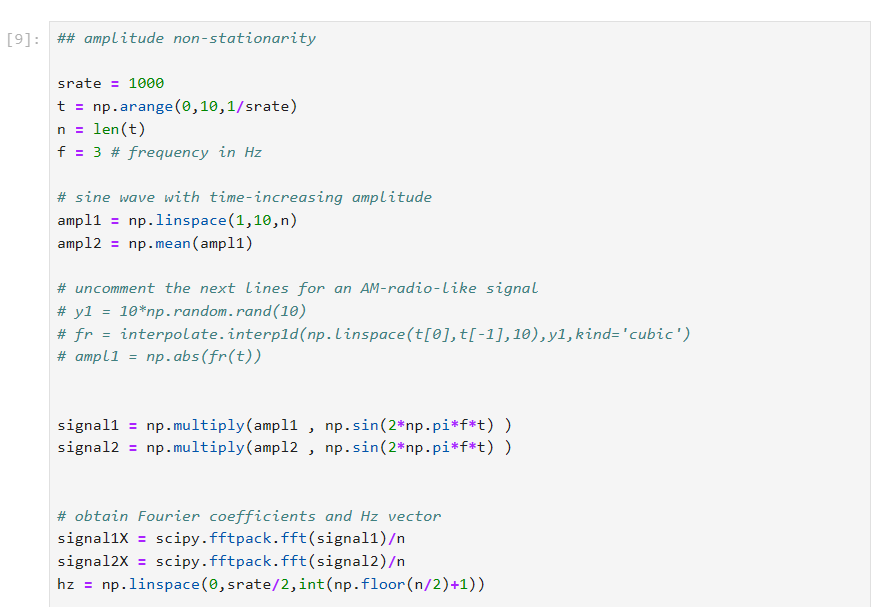 [9]: ## amplitude non-stationarity
srate = 1000
t = np.arange(0,10,1/srate)
n = len(t)
f = 3 # frequency in Hz
# sine wave with time-increasing amplitude
ampl1 = np.linspace(1,10,n)
ampl2 = np.mean(ampl1)
# uncomment the next lines for an AM-radio-like signal
# y1 = 10*np.random.rand(10)
# fr = interpolate.interp1d(np.linspace(t[0],t[-1],10),y1,kind='cubic')
# ampl1 = np.abs(fr(t))
signal1 = np.multiply(ampl1 , np.sin(2*np.pi*f*t) )
signal2 = np.multiply(ampl2 , np.sin(2*np.pi*f*t) )
# obtain Fourier coefficients and Hz vector
signal1X = scipy.fftpack.fft(signal1)/n
signal2X = scipy.fftpack.fft(signal2)/n
hz = np.linspace(0,srate/2,int(np.floor(n/2)+1))